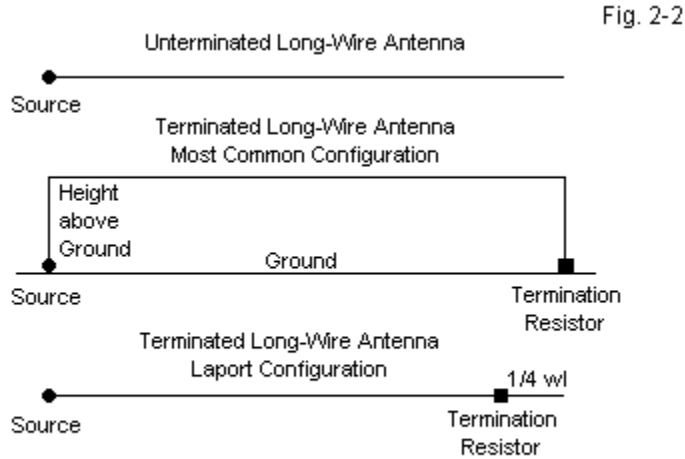 Fig. 2-2
Unterminated Long-Wire Antenna
Source
Terminated Long-Wire Antenna
Most Common Configuration
Height
above
Ground
Ground
Source
Termination
Resistor
Terminated Long-Wire Antenna
Laport Configuration
1/4 wl
Source
Termination
Resistor